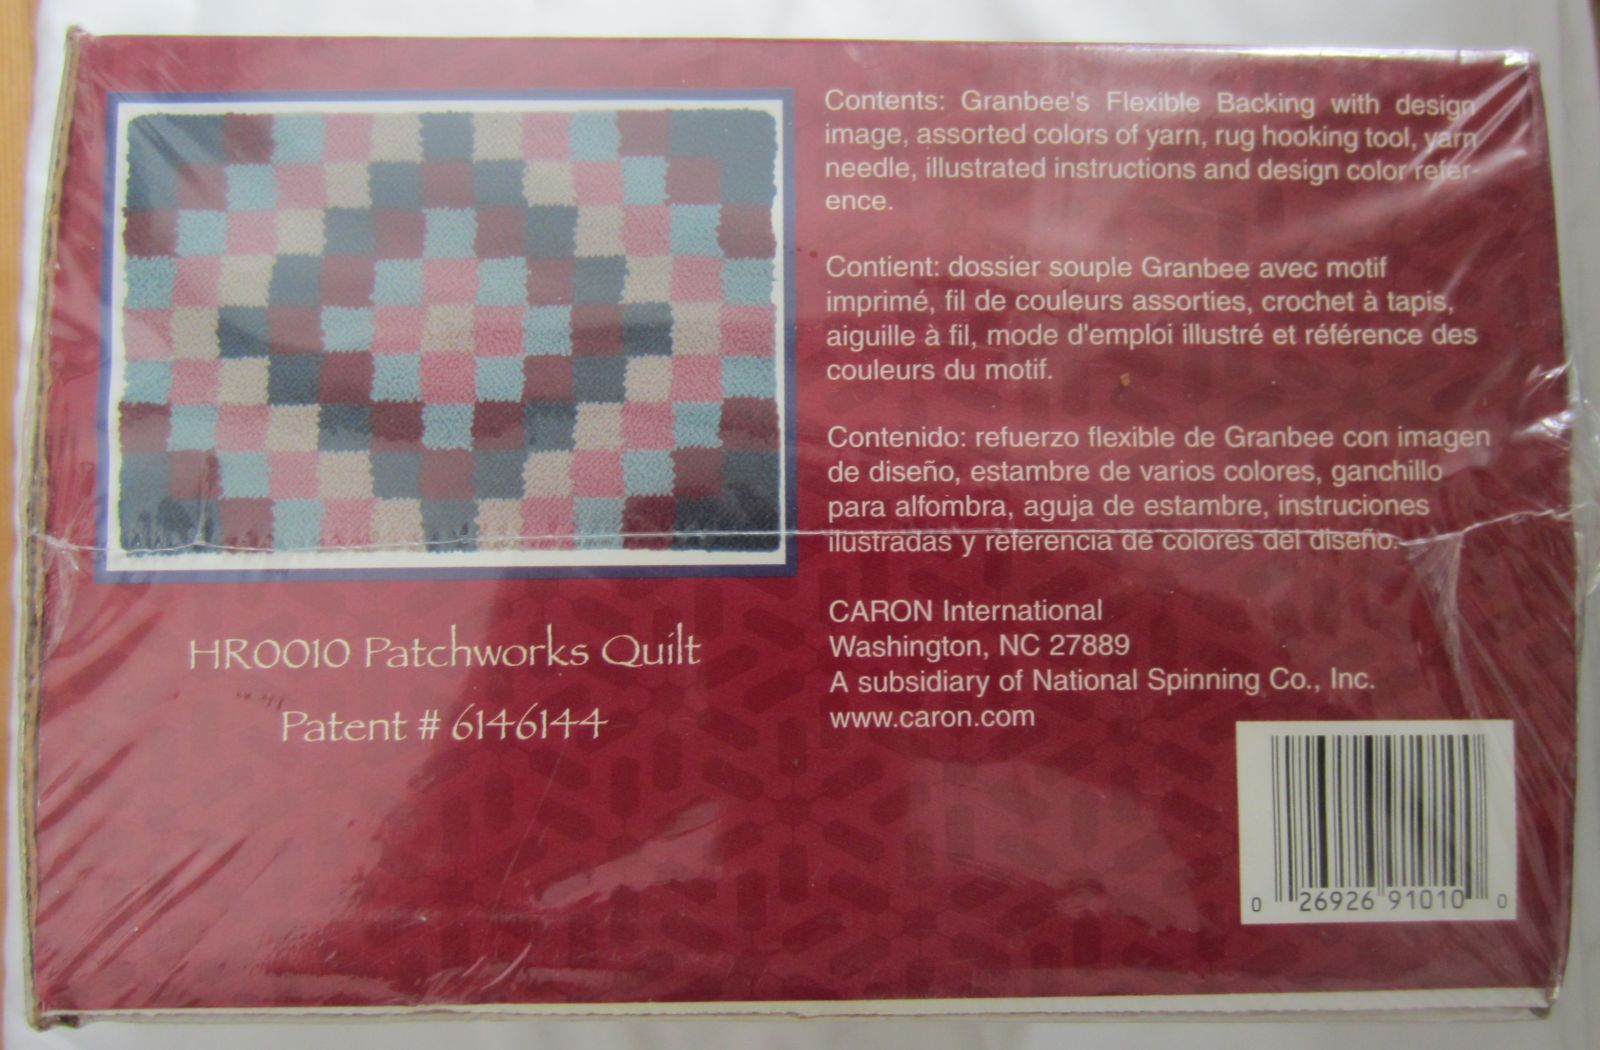 Contents: Granbee's Flexible Backing with design
image, assorted colors of yarn, rug hooking tool, yarn
needle, illustrated instructions and design color refer-
ence.
Contient: dossier souple Granbee avec motif
imprimé, fil de couleurs assorties, crochet à tapis,
aiguille à fil, mode d'emploi illustré et référence des
couleurs du motif.
Contenido: refuerzo flexible de Granbee con imagen
de diseño, estambre de varios colores, ganchillo
para alfombra, aguja de estambre, instruciones
ilustradas y referencia de colores del diseño.
HR0010 Patchworks Quilt
Patent # 6146144
CARON International
Washington, NC 27889
A subsidiary of National Spinning Co., Inc.
www.caron.com
0 26926 91010 0